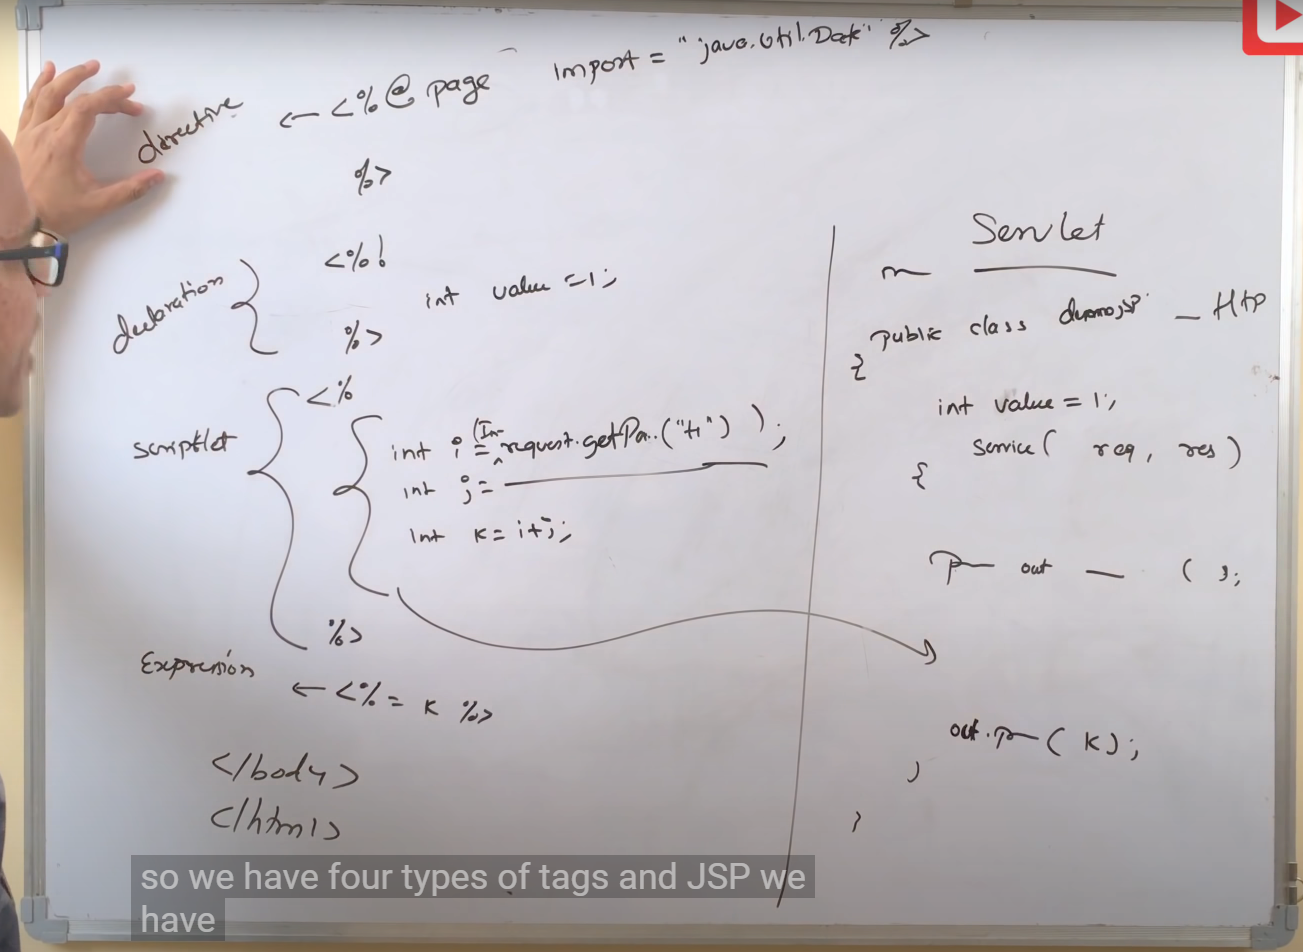 directive ← <%@ page import = "java.util.Date" %>
%>
declaration
<%!
int value =1;
%>
scriptlet
<%
int i = (In request.getPa..("t1") );
int j =
int k = i+j;
%>
Expression ← <%= k %>
</body>
</html>
Servlet
public class demojsp _ Http
{
int value = 1;
service ( req, res )
{
out ( );
out.p ( k );
}
}
so we have four types of tags and JSP we
have